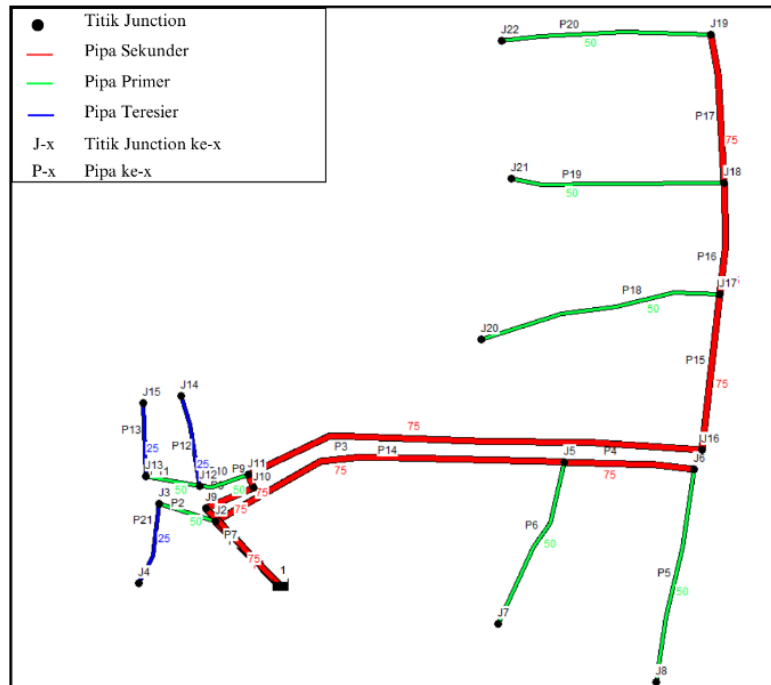 Titik Junction
Pipa Sekunder
Pipa Primer
Pipa Teresier
J-x Titik Junction ke-x
P-x Pipa ke-x
J22
P20
50
J19
P17
75
J21
P19
50
J18
P16
J17
P18
50
J20
P15
75
J15
J14
P13
25
P12
25
75
P3
P14
75
P4
J16
J5
J6
75
J13
50
J12
P9
J11
50
J10
75
J3
P2
50
J9
J2
75
P21
25
P7
75
1
J4
P6
50
J7
P5
50
J8